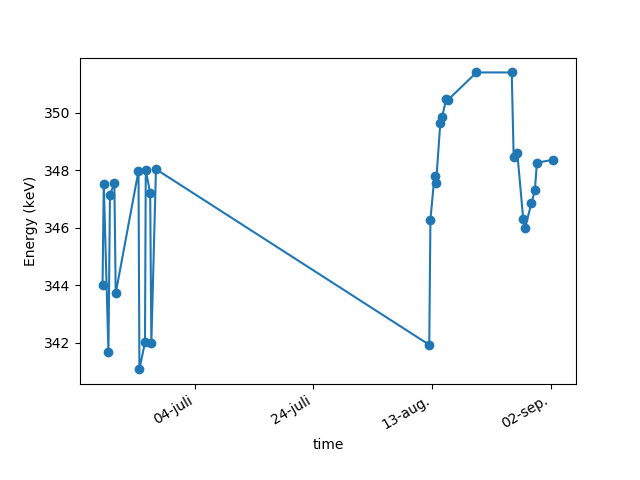 Energy (keV)
350
348
346
344
342
04-juli
24-juli
13-aug.
02-sep.
time